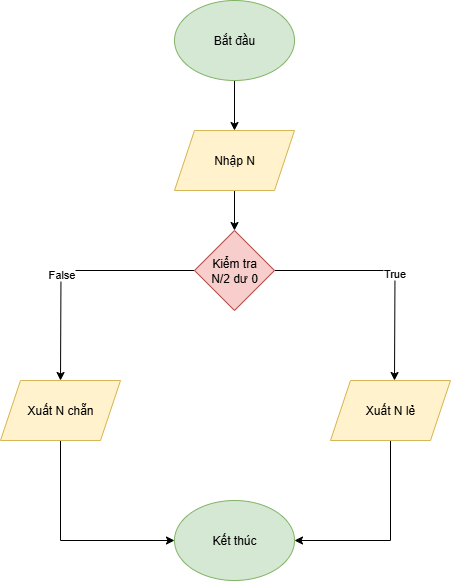 Bắt đầu
Nhập N
Kiểm tra
N/2 dư 0
False
True
Xuất N chẵn
Xuất N lẻ
Kết thúc